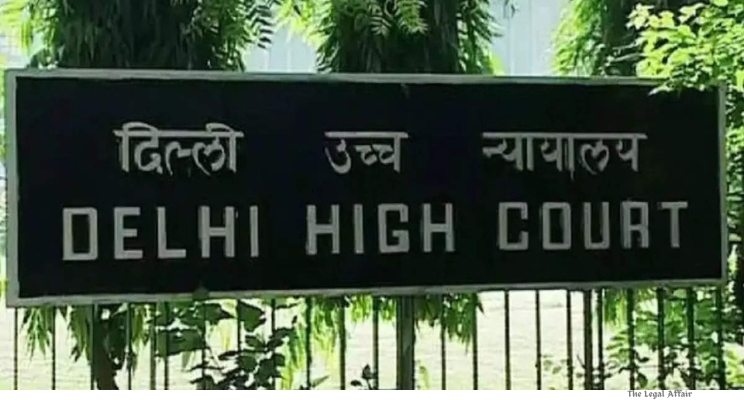 दिल्ली उच्च न्यायालय
DELHI HIGH COURT
The Legal Affair